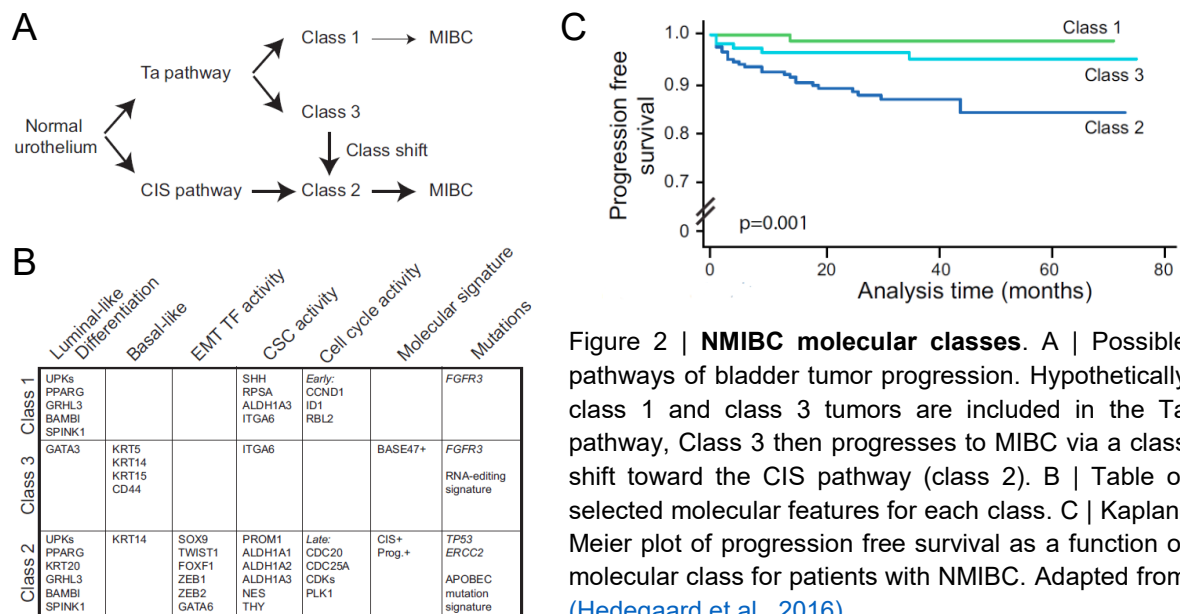 A
Normal
urothelium
Ta pathway
CIS pathway
Class 1
MIBC
Class 3
Class shift
Class 2
MIBC
B
Luminal-like
Differentiation
Basal-like
EMT TF activity
CSC activity
Cell cycle activity
Molecular signature
Mutations
Class 1
UPKs
PPARG
GRHL3
BAMBI
SPINK1
SHH
RPSA
ALDH1A3
ITGA6
Early:
CCND1
ID1
RBL2
FGFR3
Class 3
GATA3
KRT5
KRT14
KRT15
CD44
ITGA6
BASE47+
FGFR3
RNA-editing
signature
Class 2
UPKs
PPARG
KRT20
GRHL3
BAMBI
SPINK1
KRT14
SOX9
TWIST1
FOXF1
ZEB1
ZEB2
GATA6
PROM1
ALDH1A1
ALDH1A2
ALDH1A3
NES
THY
Late:
CDC20
CDC25A
CDKs
PLK1
CIS+
Prog.+
TP53
ERCC2
APOBEC
mutation
signature
C
Progression free
survival
1.0
0.9
0.8
0.7
0
p=0.001
Class 1
Class 3
Class 2
0 20 40 60 80
Analysis time (months)
Figure 2 | NMIBC molecular classes. A | Possible
pathways of bladder tumor progression. Hypothetically
class 1 and class 3 tumors are included in the Ta
pathway, Class 3 then progresses to MIBC via a class
shift toward the CIS pathway (class 2). B | Table o
selected molecular features for each class. C | Kaplan
Meier plot of progression free survival as a function o
molecular class for patients with NMIBC. Adapted from
(Hedegaard et al., 2016)